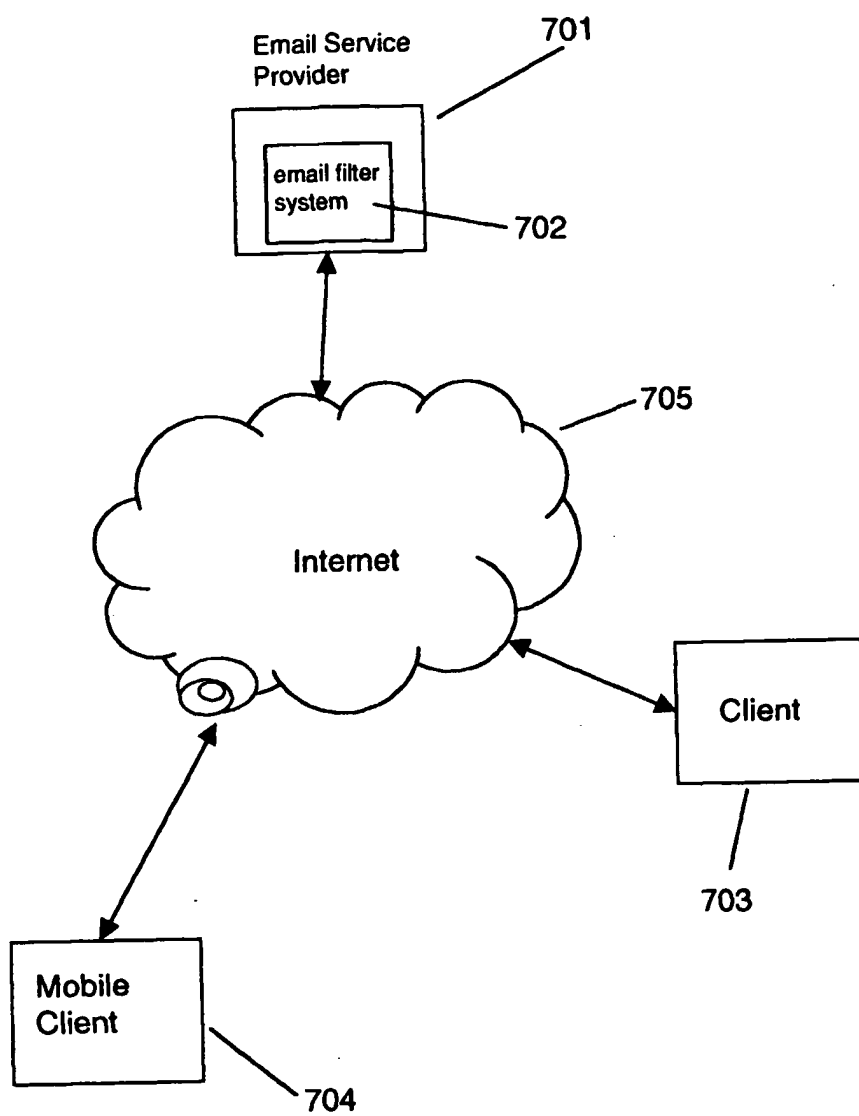 701
Email Service
Provider
email filter
system
702
705
Internet
Client
703
Mobile
Client
704